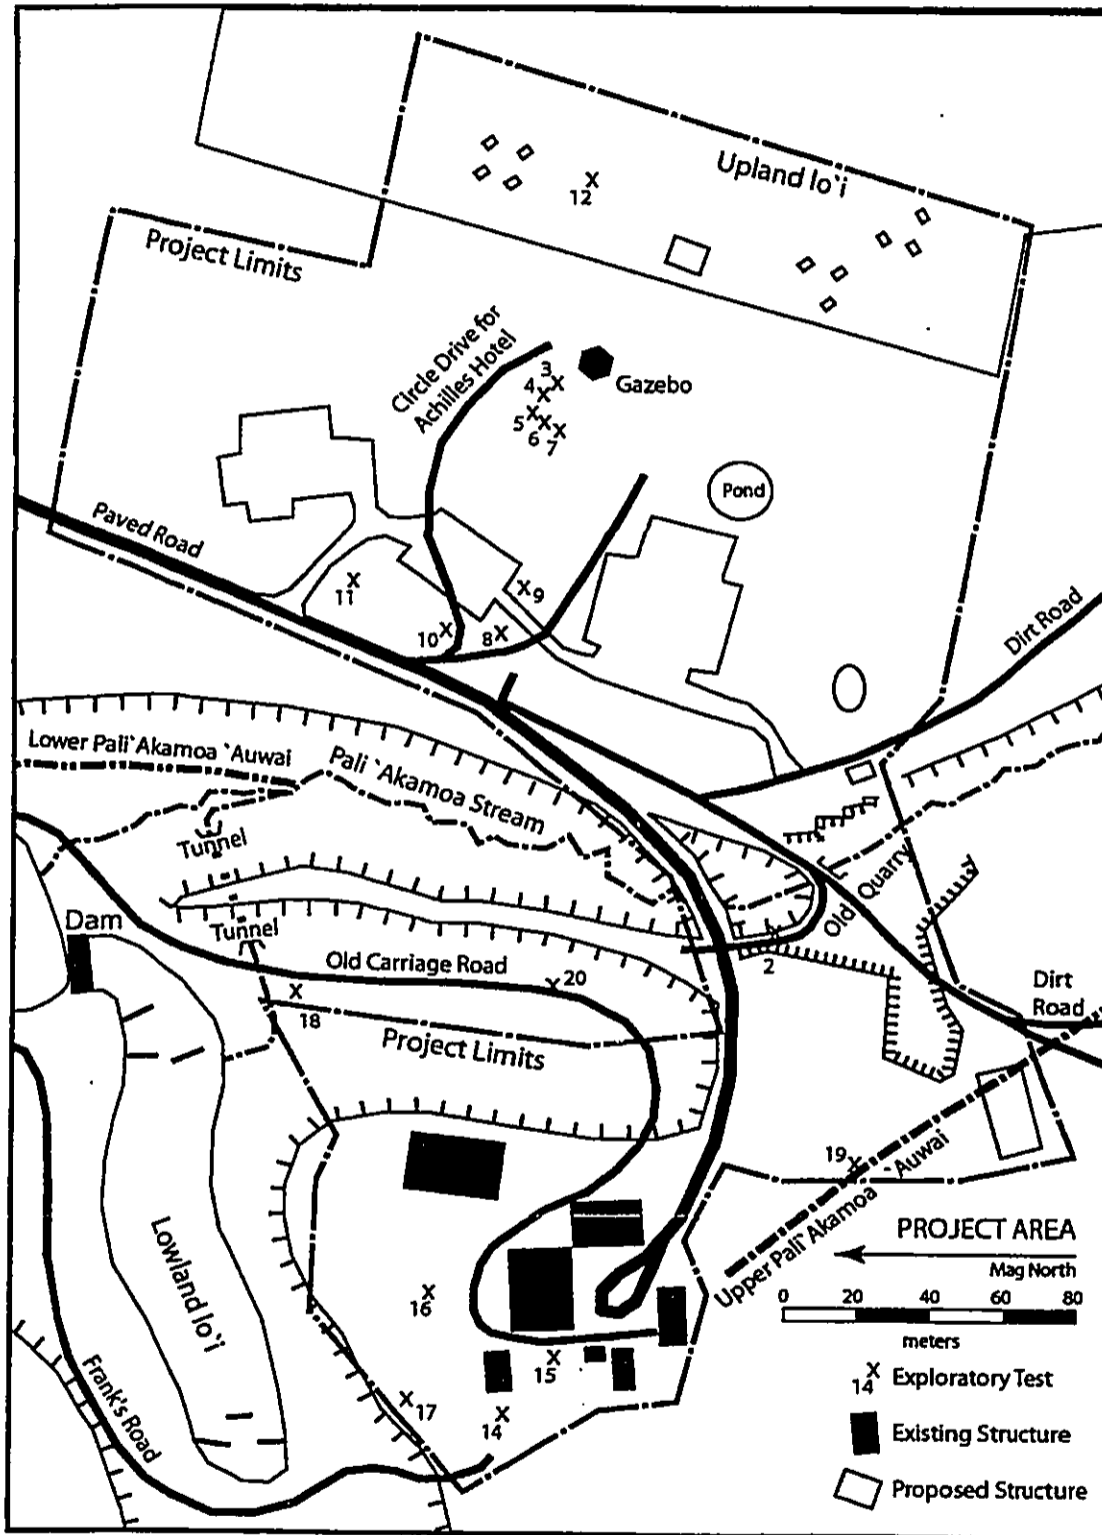 Upland lo`i
12
Project Limits
Circle Drive for
Achilles Hotel
3
4
Gazebo
5
6
7
Pond
Paved Road
11
9
10
8
Dirt Road
Lower Pali`Akamoa `Auwai
Pali `Akamoa Stream
Tunnel
Old Quarry
Dam
Tunnel
2
Old Carriage Road
20
Dirt
Road
18
Project Limits
19
Upper Pali`Akamoa `Auwai
Lowland lo`i
PROJECT AREA
Mag North
0 20 40 60 80
meters
16
15
14 Exploratory Test
17
14
Frank's Road
Existing Structure
Proposed Structure